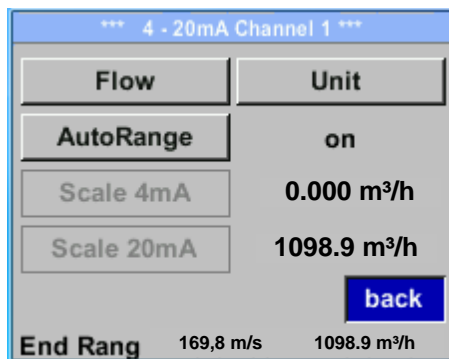 *** 4 - 20mA Channel 1 ***
Flow Unit
AutoRange on
Scale 4mA 0.000 m³/h
Scale 20mA 1098.9 m³/h
back
End Rang 169,8 m/s 1098.9 m³/h